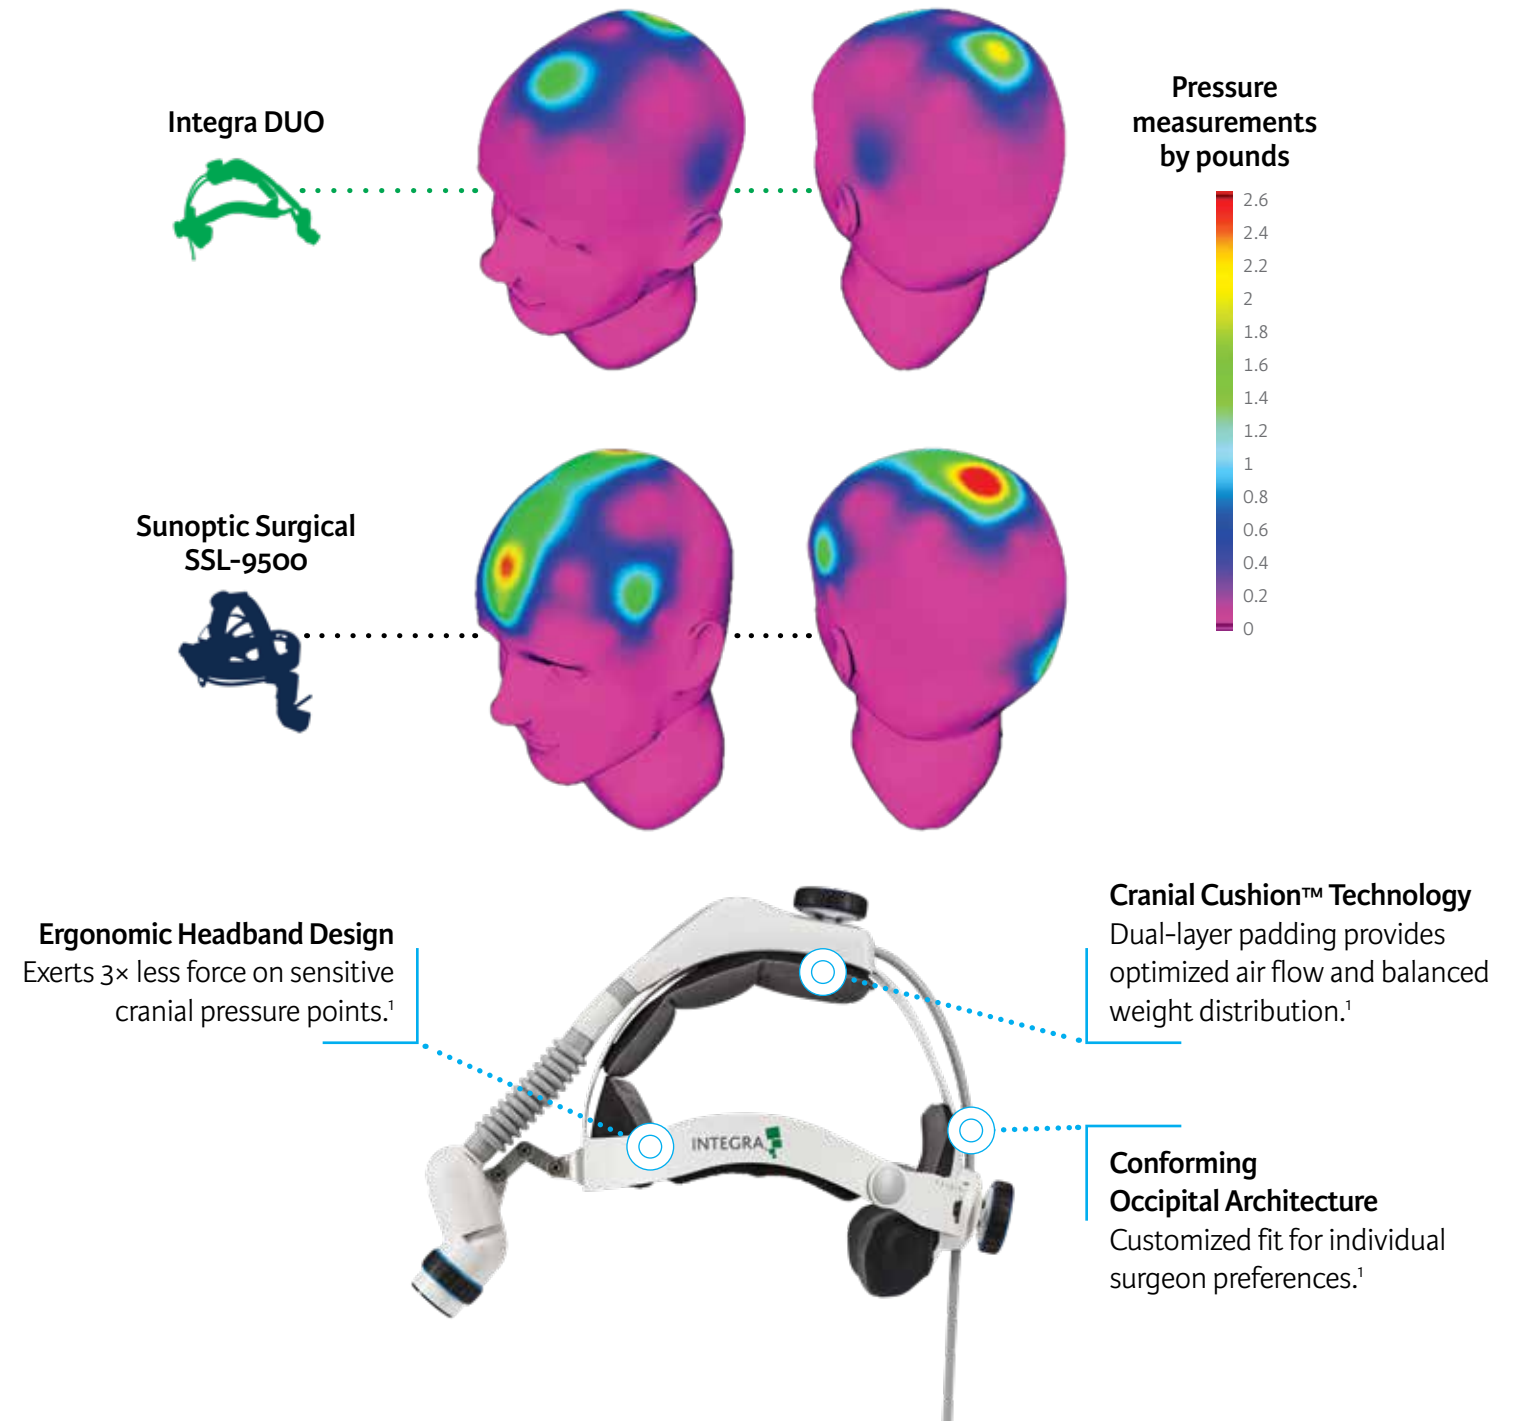 Integra DUO
Pressure
measurements
by pounds
2.6
2.4
2.2
2
1.8
1.6
1.4
1.2
1
0.8
0.6
0.4
0.2
0
Sunoptic Surgical
SSL-9500
Ergonomic Headband Design
Exerts 3× less force on sensitive
cranial pressure points.¹
Cranial Cushion™ Technology
Dual-layer padding provides
optimized air flow and balanced
weight distribution.¹
INTEGRA
Conforming
Occipital Architecture
Customized fit for individual
surgeon preferences.¹